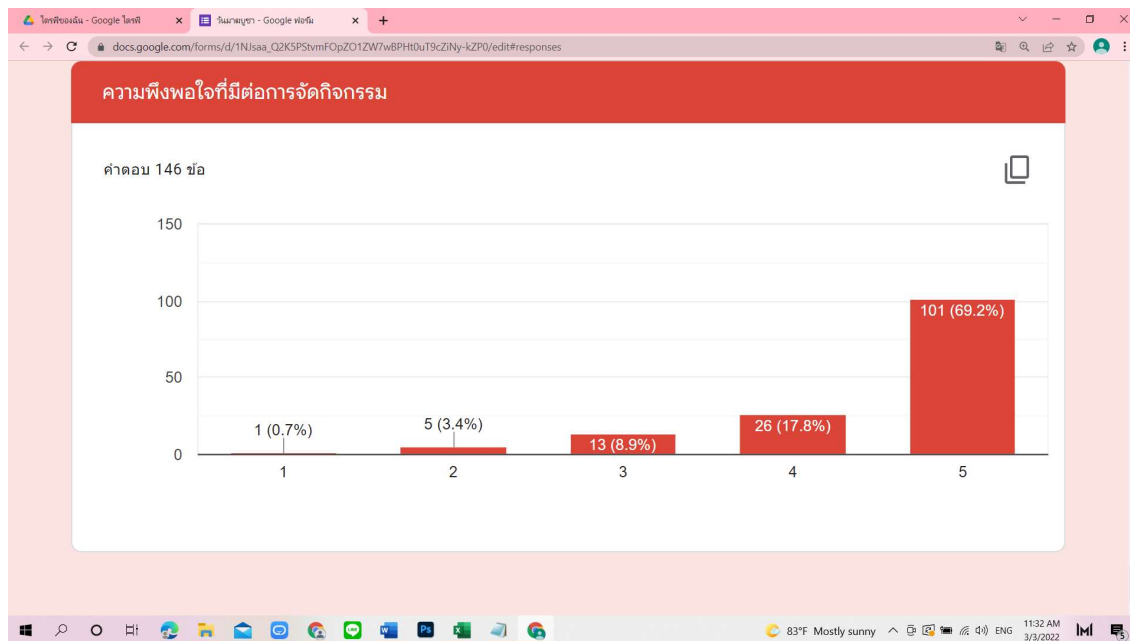 ไดรฟ์ของฉัน - Google ไดรฟ์
วันมาฆบูชา - Google ฟอร์ม
docs.google.com/forms/d/1NJsaa_Q2K5PStvmFOpZO1ZW7wBPHt0uT9cZiNy-kZP0/edit#responses
ความพึงพอใจที่มีต่อการจัดกิจกรรม
คำตอบ 146 ข้อ
150
100
50
0
1 (0.7%)
5 (3.4%)
13 (8.9%)
26 (17.8%)
101 (69.2%)
1
2
3
4
5
83°F Mostly sunny
ENG
11:32 AM
3/3/2022